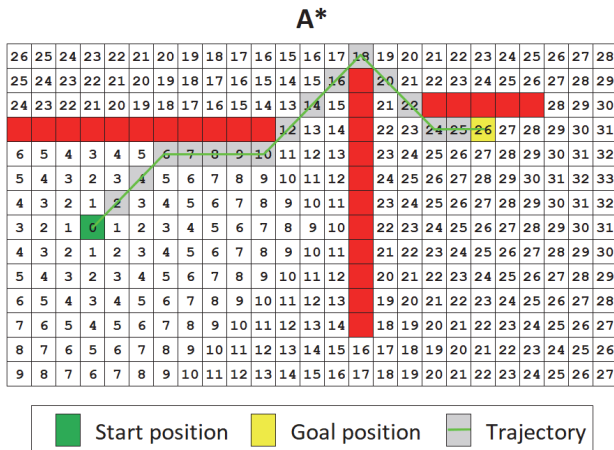 A*
26 25 24 23 22 21 20 19 18 17 16 15 16 17 18 19 20 21 22 23 24 25 26 27 28
25 24 23 22 21 20 19 18 17 16 15 14 15 16 20 21 22 23 24 25 26 27 28 29
24 23 22 21 20 19 18 17 16 15 14 13 14 15 21 22 28 29 30
12 13 14 22 23 24 25 26 27 28 29 30 31
6 5 4 3 4 5 6 7 8 9 10 11 12 13 23 24 25 26 27 28 29 30 31 32
5 4 3 2 3 4 5 6 7 8 9 10 11 12 24 25 26 27 28 29 30 31 32 33
4 3 2 1 2 3 4 5 6 7 8 9 10 11 23 24 25 26 27 28 29 30 31 32
3 2 1 0 1 2 3 4 5 6 7 8 9 10 22 23 24 25 26 27 28 29 30 31
4 3 2 1 2 3 4 5 6 7 8 9 10 11 21 22 23 24 25 26 27 28 29 30
5 4 3 2 3 4 5 6 7 8 9 10 11 12 20 21 22 23 24 25 26 27 28 29
6 5 4 3 4 5 6 7 8 9 10 11 12 13 19 20 21 22 23 24 25 26 27 28
7 6 5 4 5 6 7 8 9 10 11 12 13 14 18 19 20 21 22 23 24 25 26 27
8 7 6 5 6 7 8 9 10 11 12 13 14 15 16 17 18 19 20 21 22 23 24 25 26
9 8 7 6 7 8 9 10 11 12 13 14 15 16 17 18 19 20 21 22 23 24 25 26 27
Start position Goal position Trajectory